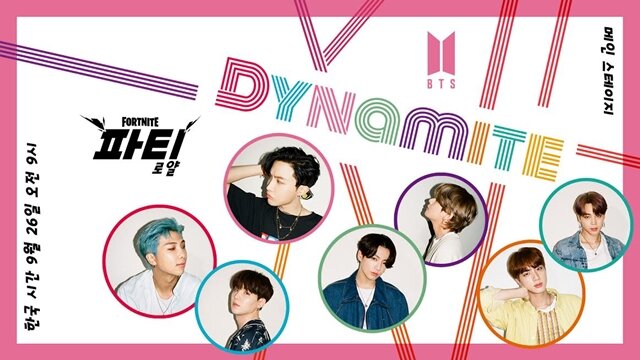 BTS
DYNAMITE
메인 스테이지
FORTNITE
파티
로얄
한국 시간 9월 26일 오전 9시